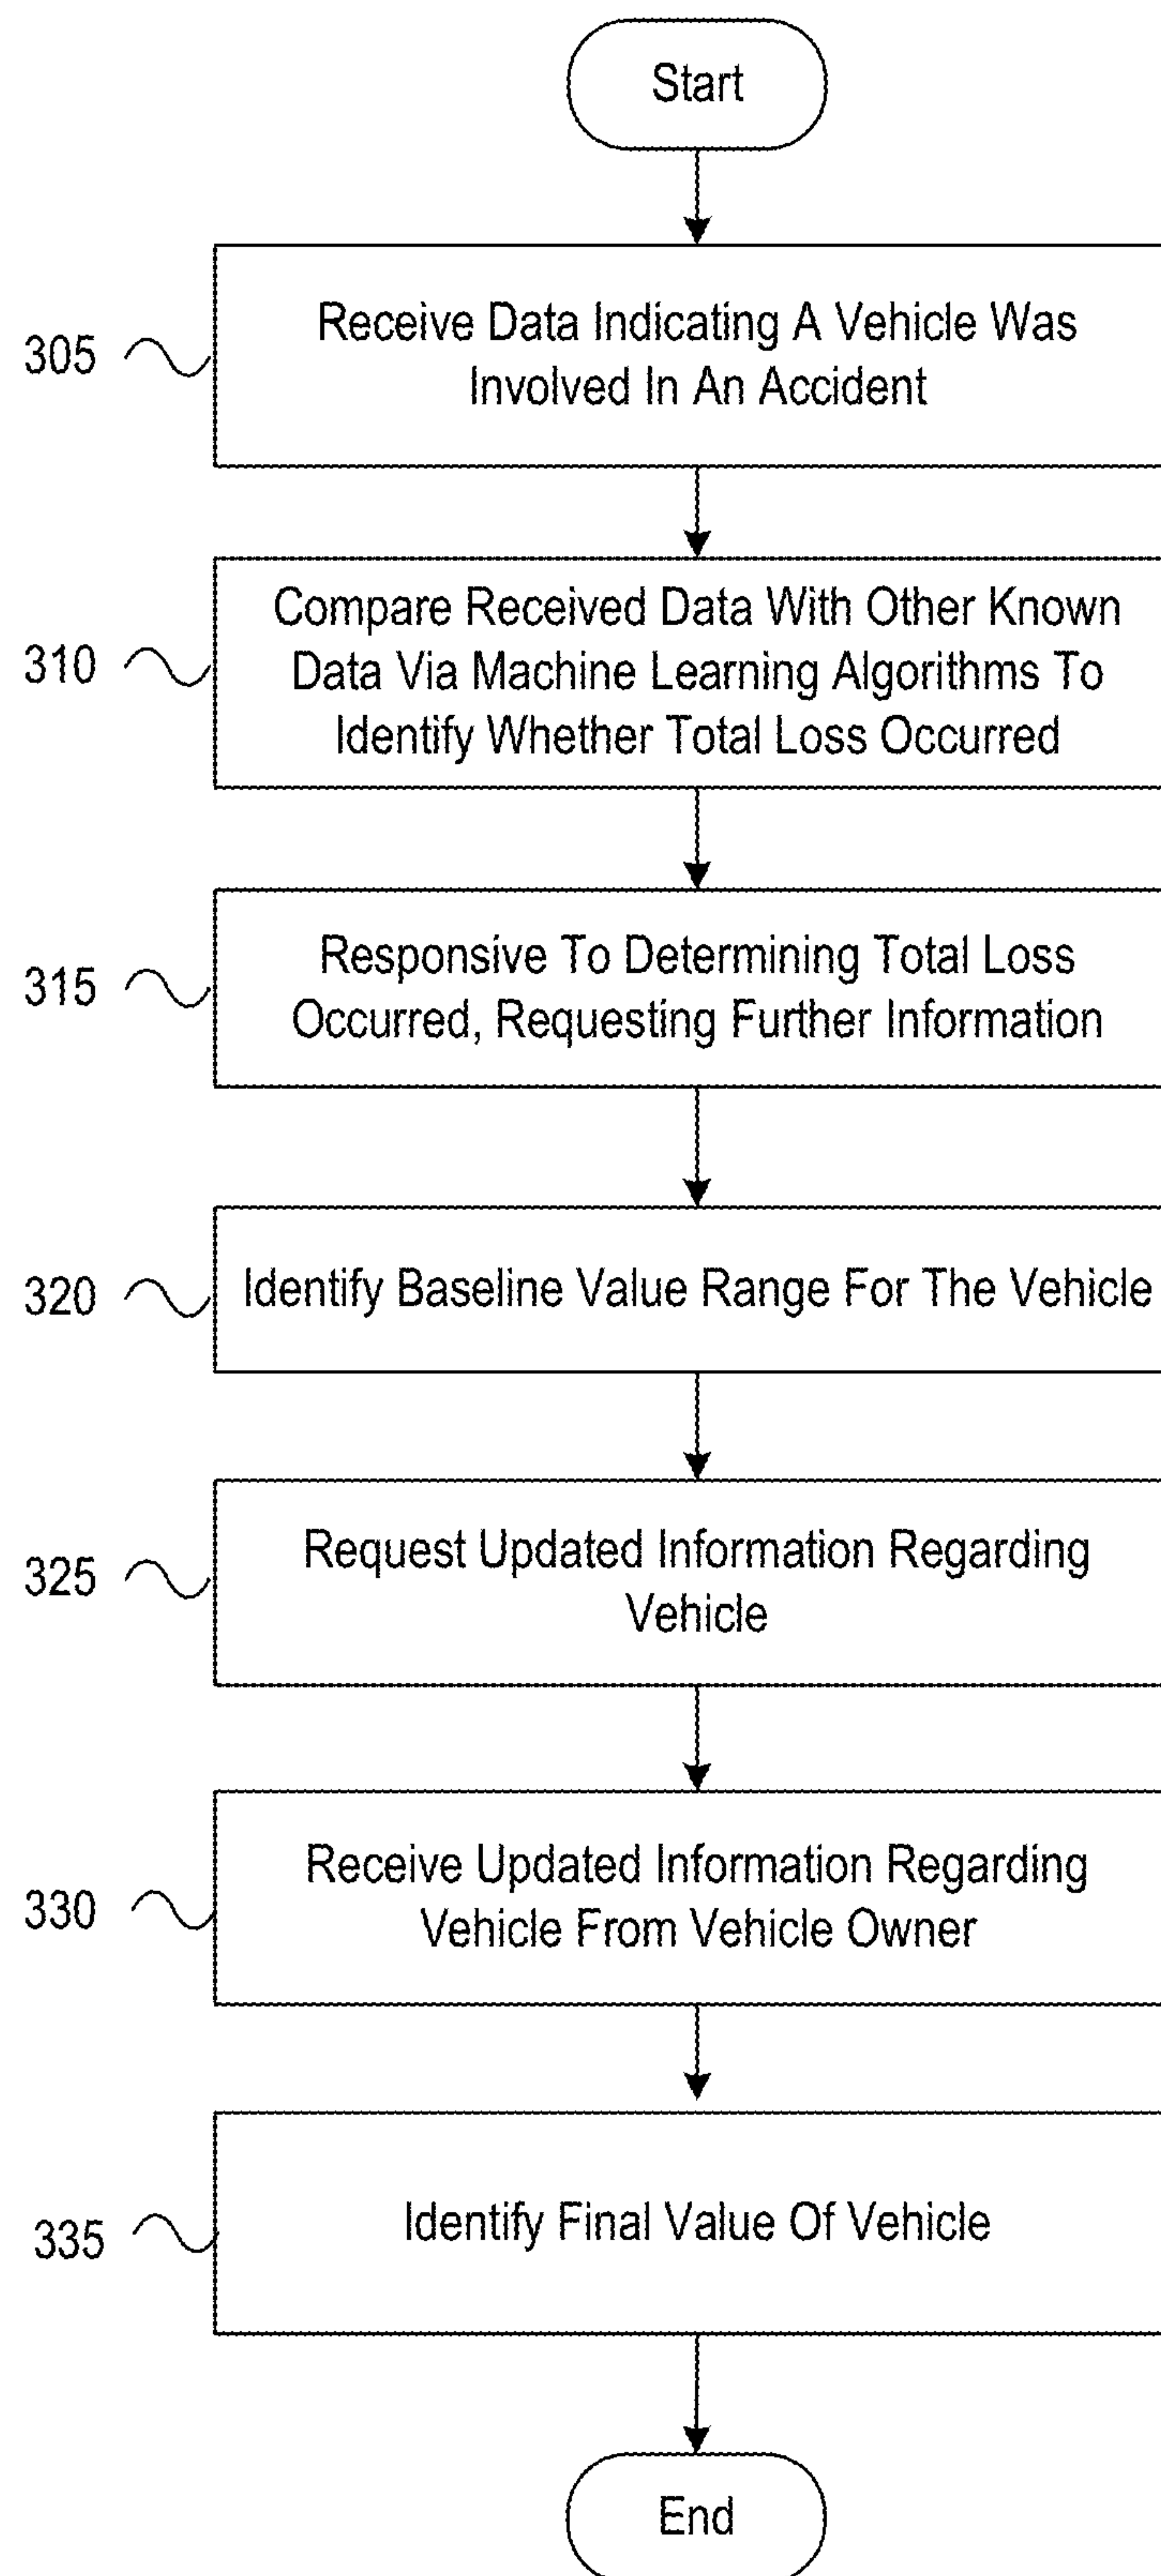 Start
305
Receive Data Indicating A Vehicle Was
Involved In An Accident
310
Compare Received Data With Other Known
Data Via Machine Learning Algorithms To
Identify Whether Total Loss Occurred
315
Responsive To Determining Total Loss
Occurred, Requesting Further Information
320
Identify Baseline Value Range For The Vehicle
325
Request Updated Information Regarding
Vehicle
330
Receive Updated Information Regarding
Vehicle From Vehicle Owner
335
Identify Final Value Of Vehicle
End